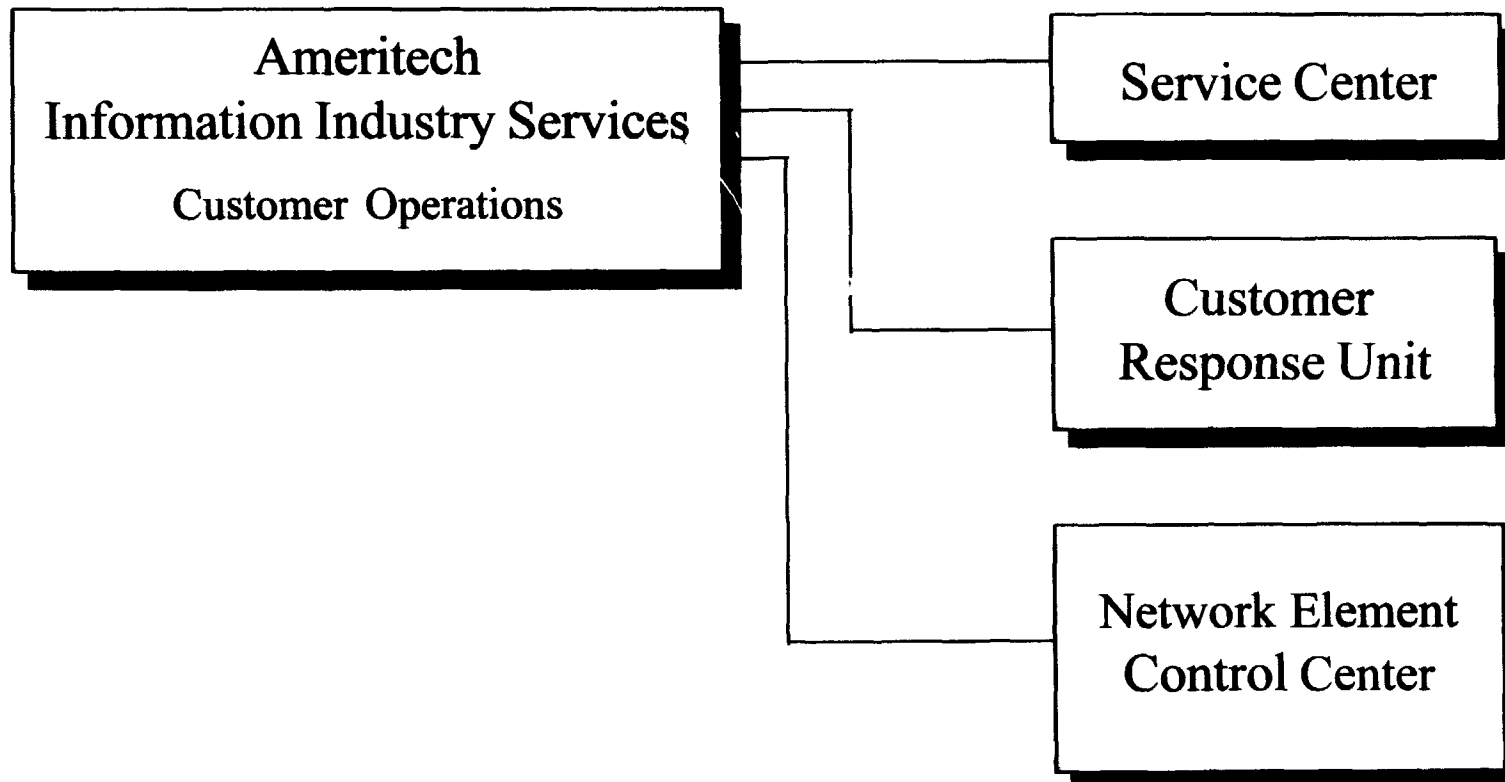 Ameritech
Information Industry Services
Customer Operations
Service Center
Customer
Response Unit
Network Element
Control Center